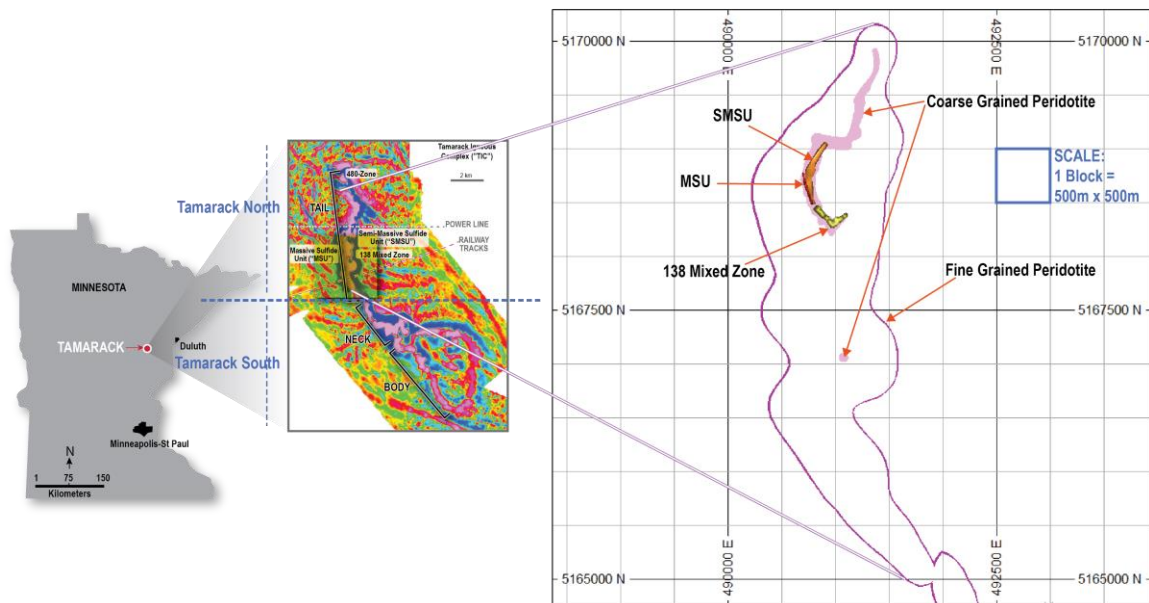 MINNESOTA
TAMARACK
Duluth
Minneapolis-St Paul
N
1 75 150
Kilometers
Tamarack North
Tamarack South
Tamarack
Complex ("TIC")
2 km
480-Zone
TAIL
POWER LINE
Semi-Massive Sulfide
Unit ("SMSU")
RAILWAY
TRACKS
Massive Sulfide
Unit ("MSU")
138 Mixed Zone
NECK
BODY
490000 E
492500 E
5170000 N
5170000 N
SMSU
Coarse Grained Peridotite
MSU
SCALE:
1 Block =
500m x 500m
138 Mixed Zone
Fine Grained Peridotite
5167500 N
5167500 N
5165000 N
5165000 N
490000 E
492500 E